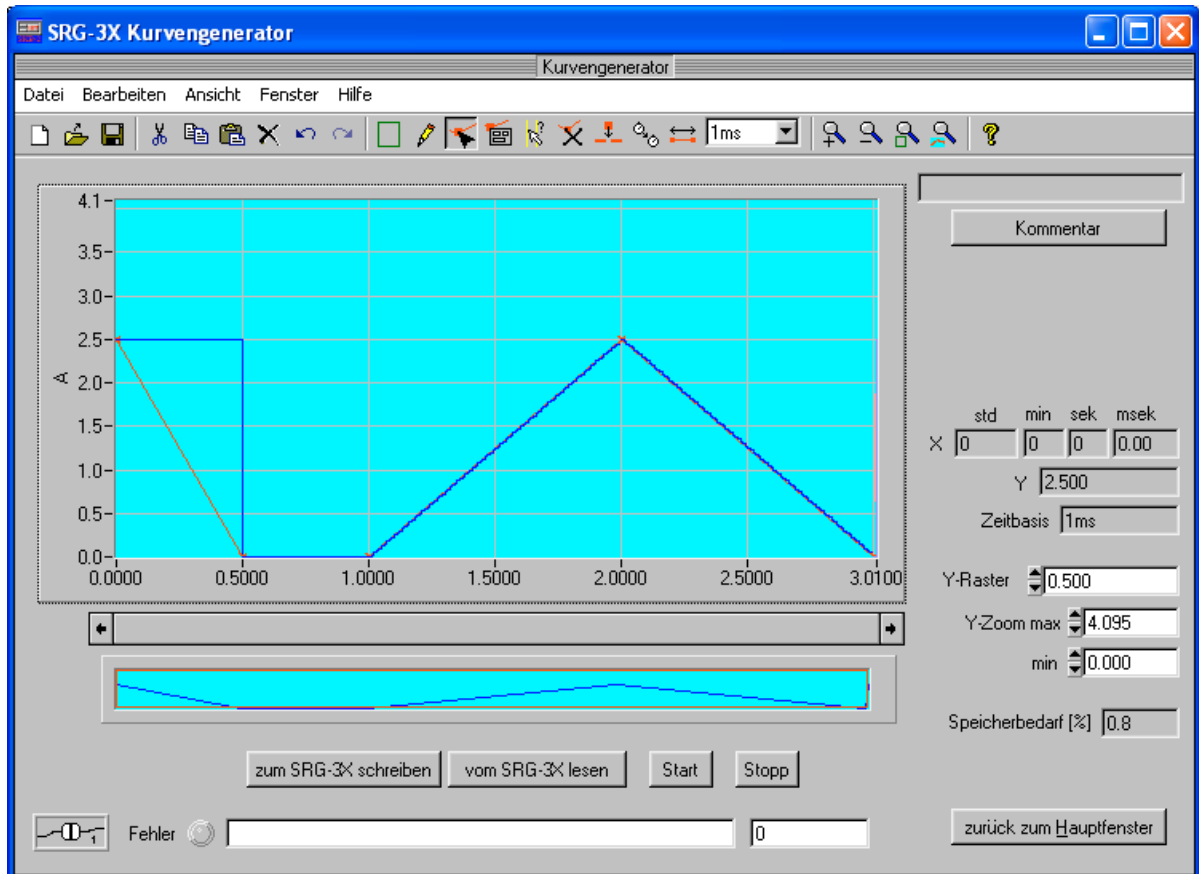 SRG-3X Kurvengenerator
Kurvengenerator
Datei Bearbeiten Ansicht Fenster Hilfe
1ms
4.1
3.5
3.0
2.5
2.0
1.5
1.0
0.5
0.0
A
0.0000 0.5000 1.0000 1.5000 2.0000 2.5000 3.0100
Kommentar
std min sek msek
X 0 0 0 0.00
Y 2.500
Zeitbasis 1ms
Y-Raster 0.500
Y-Zoom max 4.095
min 0.000
Speicherbedarf [%] 0.8
zum SRG-3X schreiben vom SRG-3X lesen Start Stopp
1 Fehler 0
zurück zum Hauptfenster